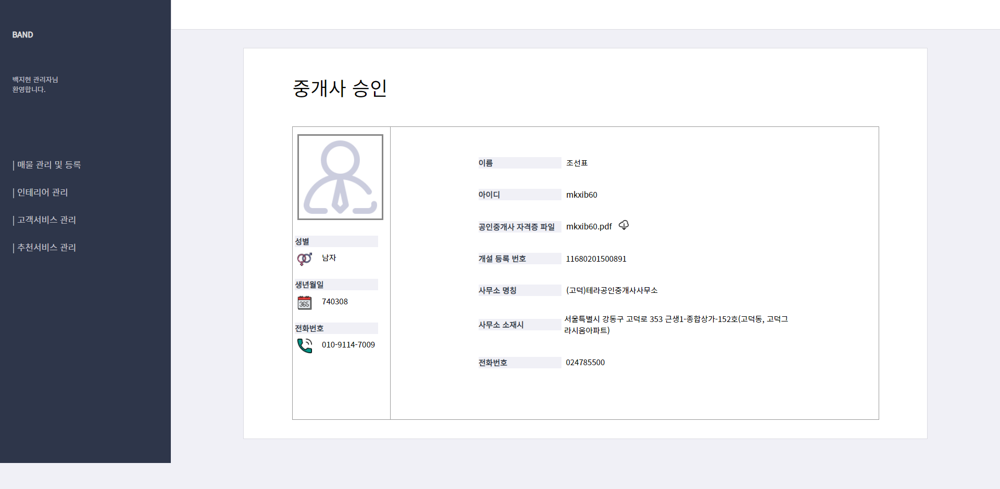 BAND
백지현 관리자님
환영합니다.
| 매물 관리 및 등록
| 인테리어 관리
| 고객서비스 관리
| 추천서비스 관리
중개사 승인
성별
남자
생년월일
365
740308
전화번호
010-9114-7009
이름 조선표
아이디 mkxib60
공인중개사 자격증 파일 mkxib60.pdf
개설 등록 번호 11680201500891
사무소 명칭 (고덕)테라공인중개사사무소
사무소 소재시 서울특별시 강동구 고덕로 353 근생1-종합상가-152호(고덕동, 고덕그
라시움아파트)
전화번호 024785500